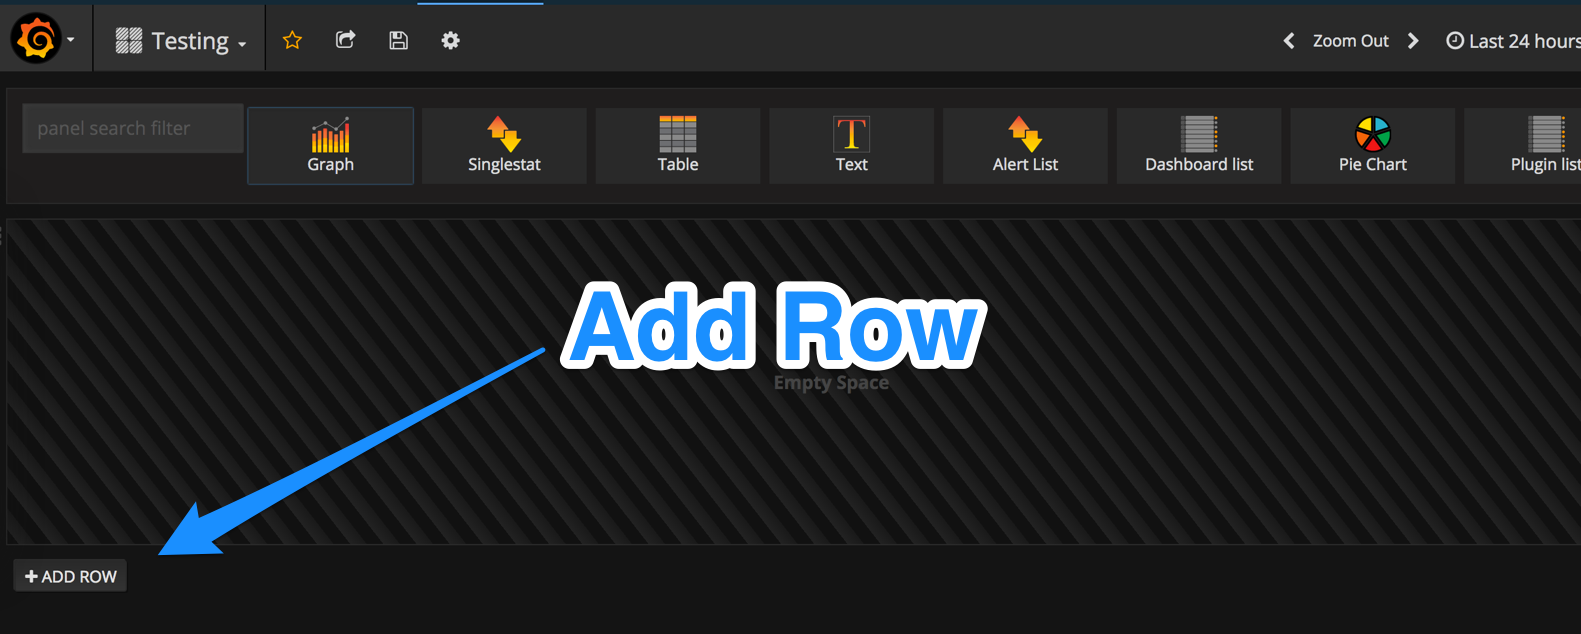 Testing
Zoom Out
Last 24 hours
panel search filter
Graph
Singlestat
Table
T
Text
Alert List
Dashboard list
Pie Chart
Plugin list
Add Row
Empty Space
+ ADD ROW